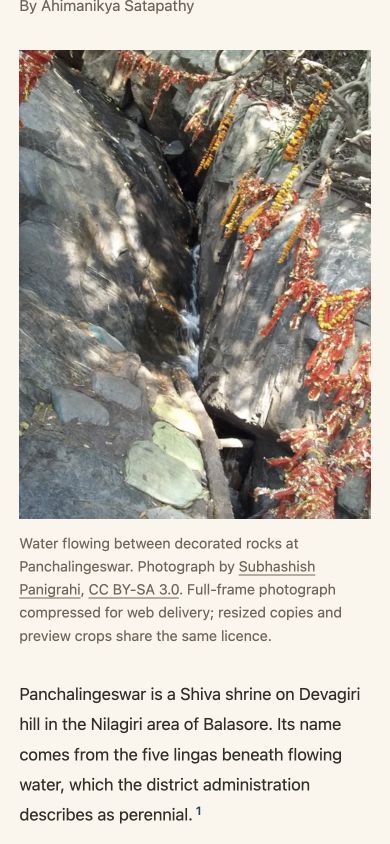 By Ahimanikya Satapathy
Water flowing between decorated rocks at
Panchalingeswar. Photograph by Subhashish
Panigrahi, CC BY-SA 3.0. Full-frame photograph
compressed for web delivery; resized copies and
preview crops share the same licence.
Panchalingeswar is a Shiva shrine on Devagiri
hill in the Nilagiri area of Balasore. Its name
comes from the five lingas beneath flowing
water, which the district administration
describes as perennial. 1